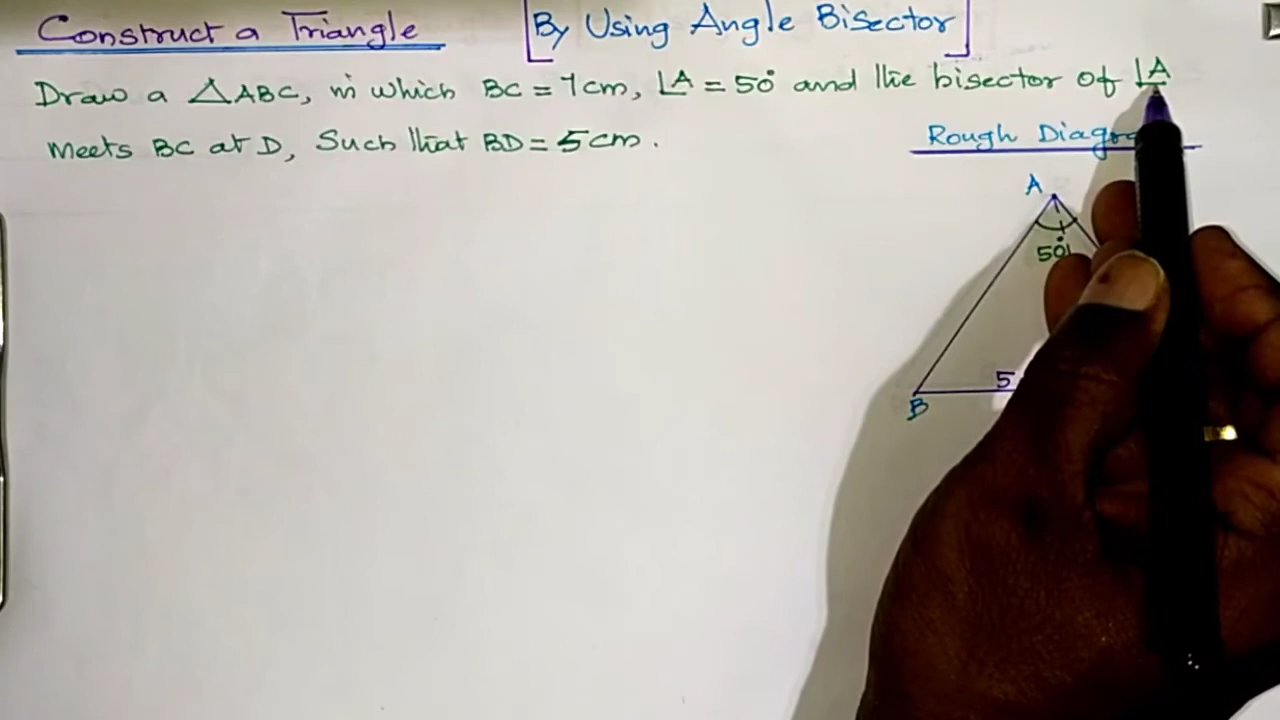 Construct a Triangle [By Using Angle Bisector]
Draw a △ABC, in which BC = 7cm, ∠A = 50° and the bisector of ∠A
meets BC at D, Such that BD = 5cm.
Rough
A
50°
5
B